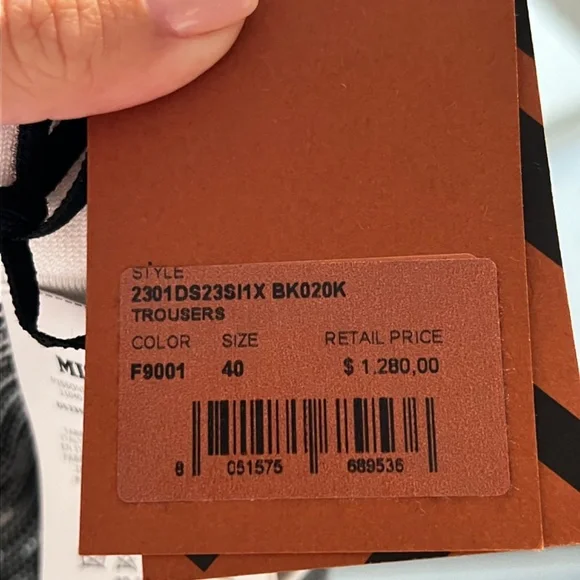 STYLE
2301DS23SI1X BK020K
TROUSERS
COLOR SIZE RETAIL PRICE
F9001 40 $ 1.280,00
8 051575 689536